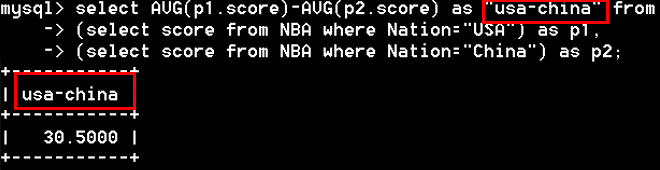 mysql> select AVG(p1.score)-AVG(p2.score) as "usa-china" from
    -> (select score from NBA where Nation="USA") as p1,
    -> (select score from NBA where Nation="China") as p2;
+-----------+
| usa-china |
+-----------+
|   30.5000 |
+-----------+